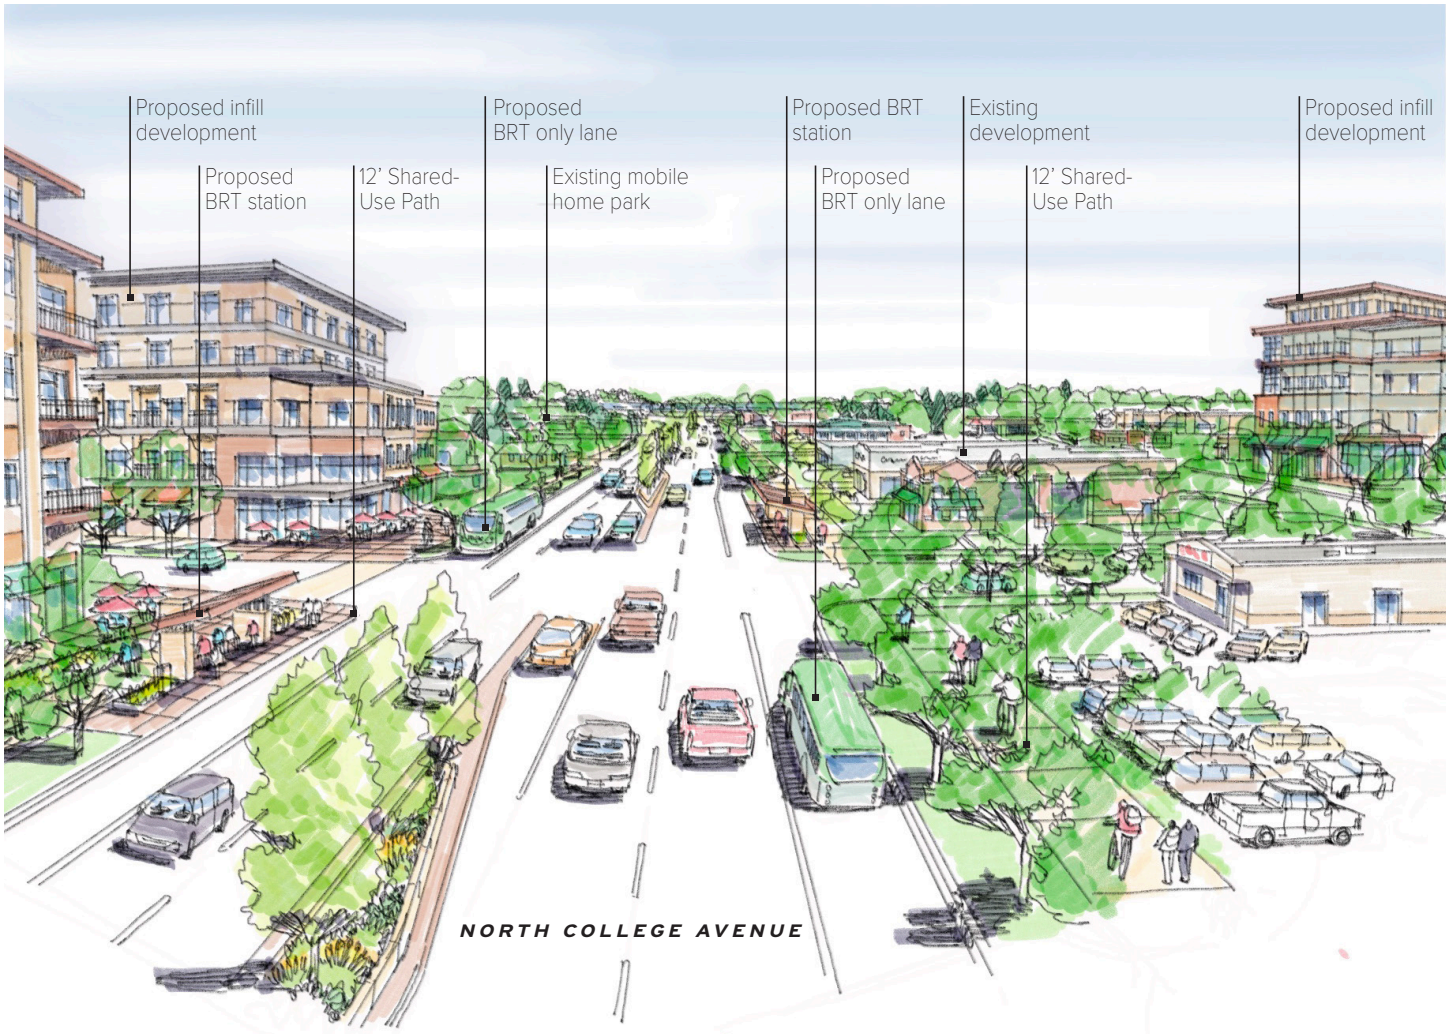 Proposed infill
development
Proposed
BRT only lane
Proposed BRT
station
Existing
development
Proposed infill
development
Proposed
BRT station
12’ Shared-
Use Path
Existing mobile
home park
Proposed
BRT only lane
12’ Shared-
Use Path
NORTH COLLEGE AVENUE